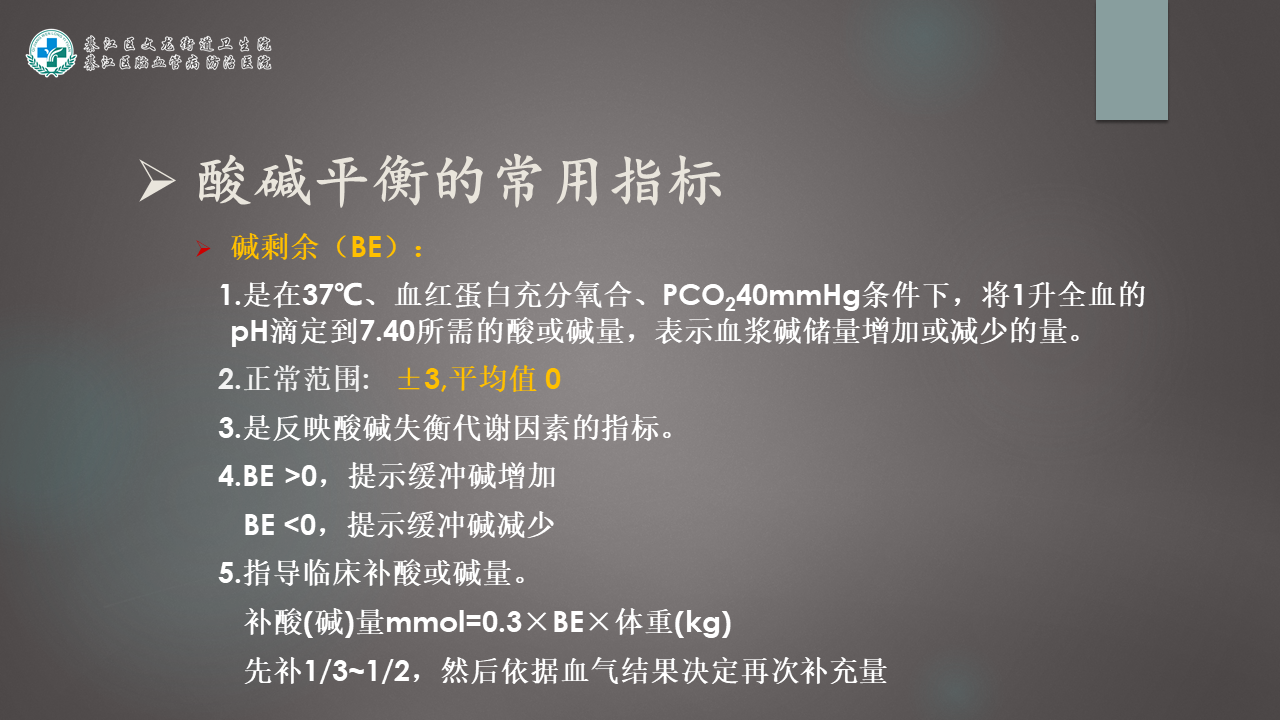 綦江区文龙街道卫生院
綦江区脑血管病防治医院
酸碱平衡的常用指标
碱剩余（BE）：
1.是在37℃、血红蛋白充分氧合、PCO₂40mmHg条件下，将1升全血的
pH滴定到7.40所需的酸或碱量，表示血浆碱储量增加或减少的量。
2.正常范围: ±3,平均值 0
3.是反映酸碱失衡代谢因素的指标。
4.BE >0，提示缓冲碱增加
BE <0，提示缓冲碱减少
5.指导临床补酸或碱量。
补酸(碱)量mmol=0.3×BE×体重(kg)
先补1/3~1/2，然后依据血气结果决定再次补充量